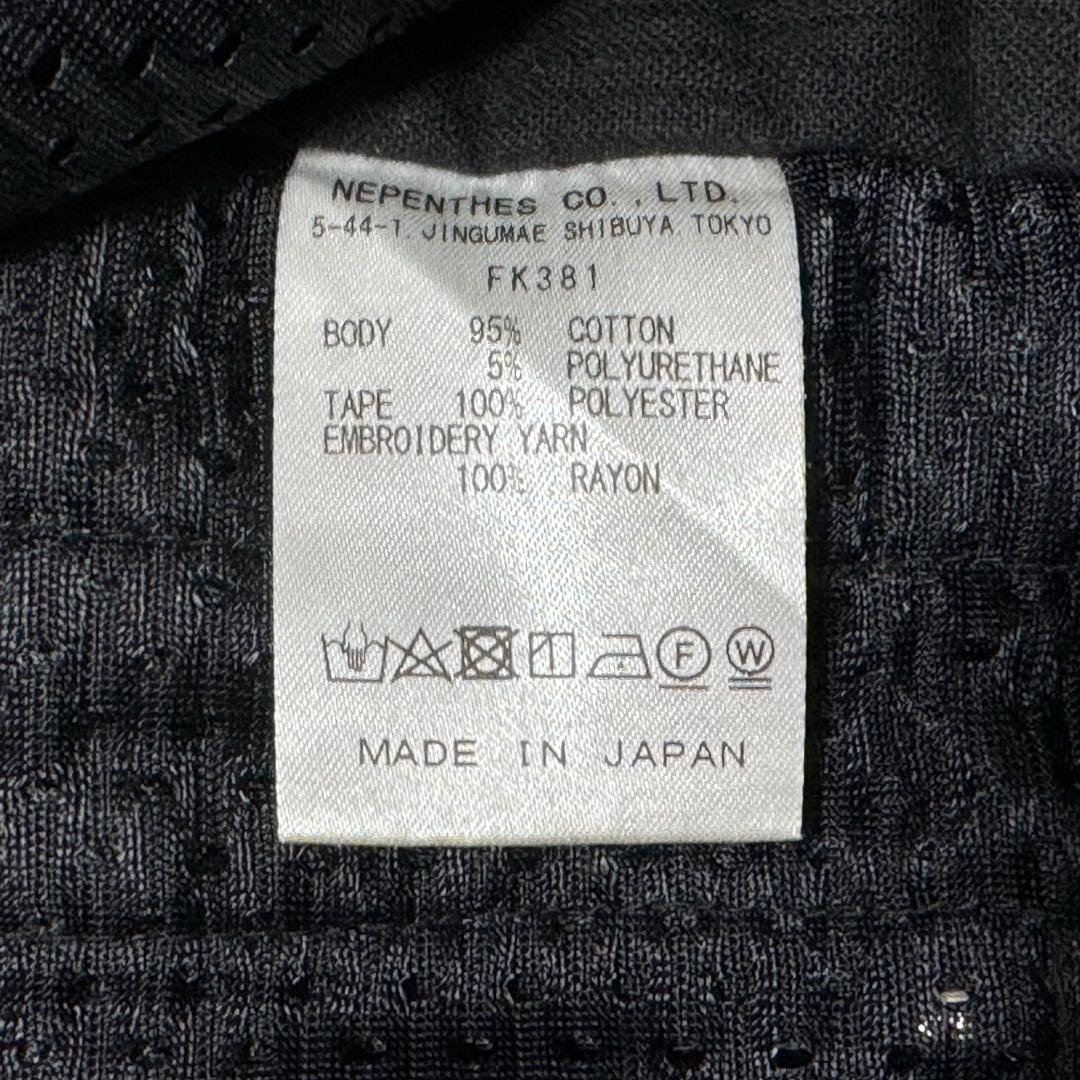 NEPENTHES CO., LTD.
5-44-1. JINGUMAE SHIBUYA TOKYO
FK381
BODY 95% COTTON
5% POLYURETHANE
TAPE 100% POLYESTER
EMBROIDERY YARN
100% RAYON
F W
MADE IN JAPAN